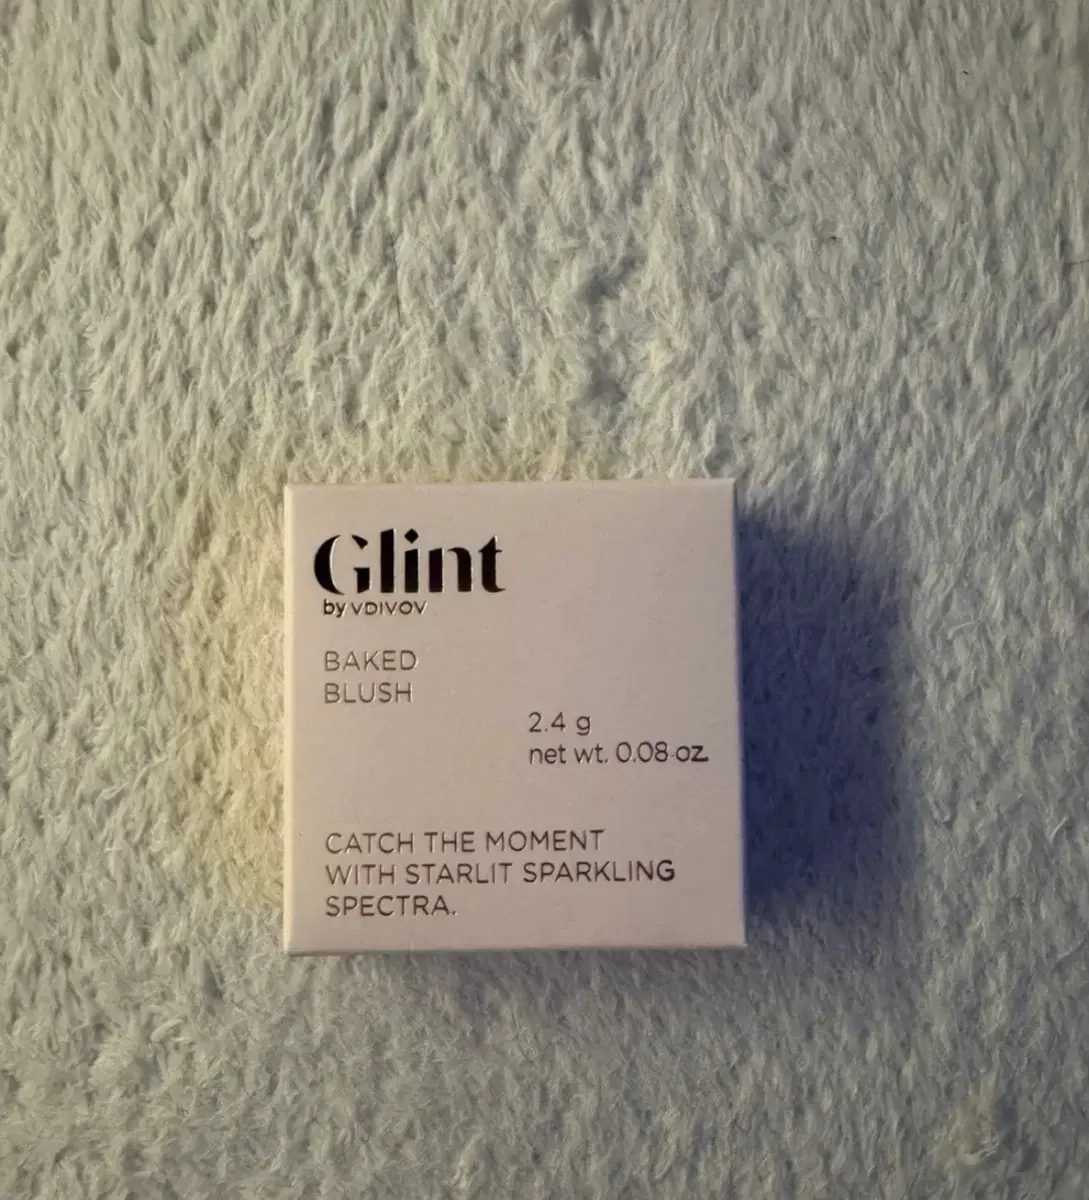 Glint
by VDIVOV
BAKED
BLUSH
2.4 g
net wt. 0.08 oz.
CATCH THE MOMENT
WITH STARLIT SPARKLING
SPECTRA.